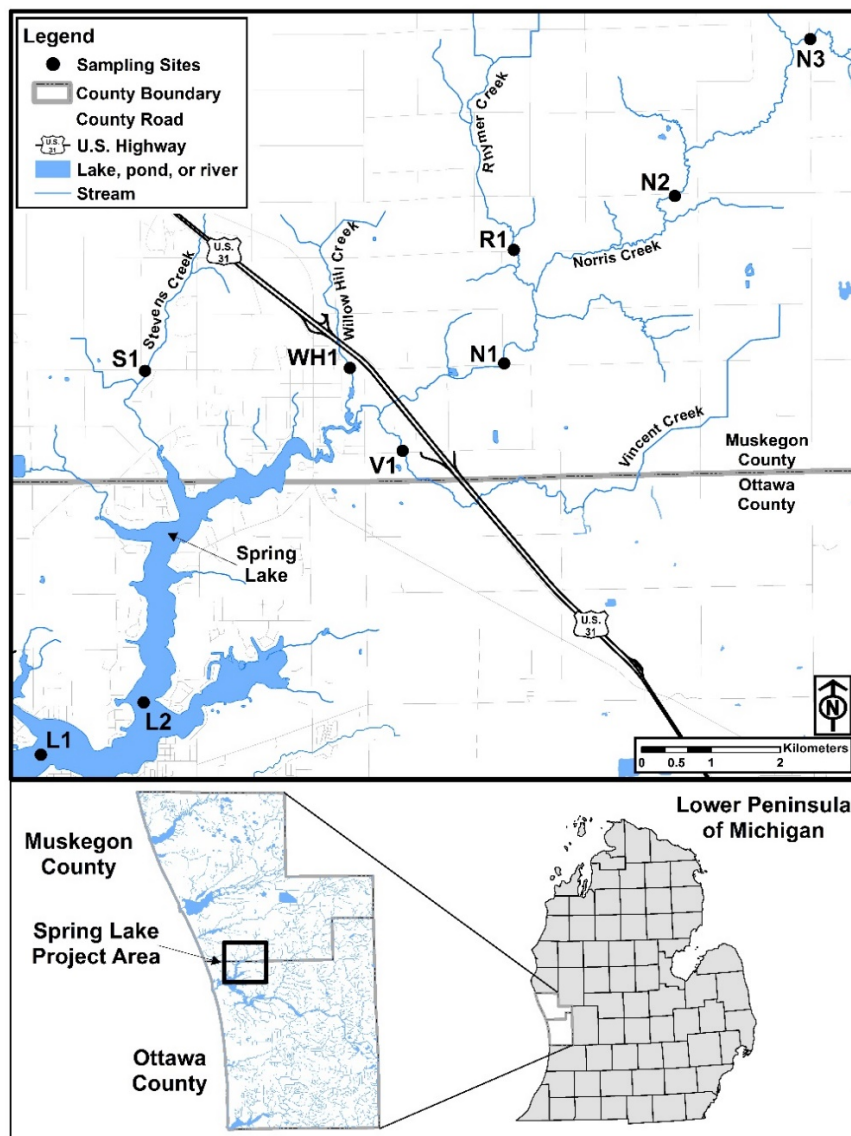 Legend
Sampling Sites
County Boundary
County Road
U.S. Highway
U.S.
31
Lake, pond, or river
Stream
N3
Rhymer Creek
N2
R1
Norris Creek
U.S.
31
Stevens Creek
Willow Hill Creek
S1
WH1
N1
Vincent Creek
V1
Muskegon
County
Ottawa
County
Spring
Lake
U.S.
31
L2
L1
N
Kilometers
0 0.5 1 2
Lower Peninsula
of Michigan
Muskegon
County
Spring Lake
Project Area
Ottawa
County